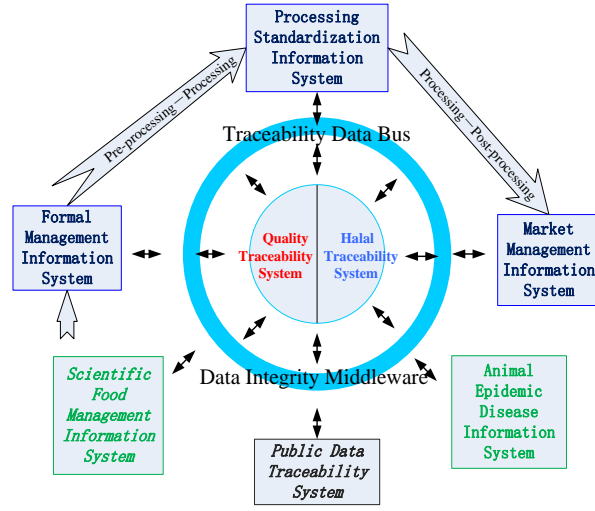 Processing
Standardization
Information
System
Pre-processing—Processing
Processing—Post-processing
Traceability Data Bus
Formal
Management
Information
System
Quality
Traceability
System
Halal
Traceability
System
Market
Management
Information
System
Scientific
Food
Management
Information
System
Data Integrity Middleware
Animal
Epidemic
Disease
Information
System
Public Data
Traceability
System